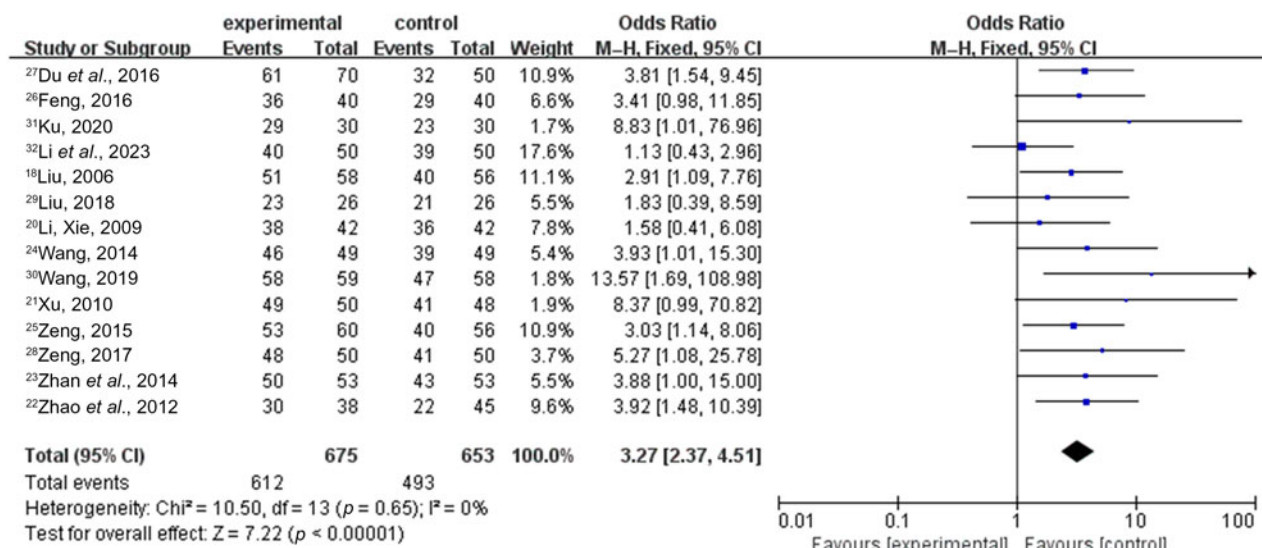 experimental control Odds Ratio Odds Ratio
Study or Subgroup Events Total Events Total Weight M–H, Fixed, 95% CI M–H, Fixed, 95% CI
²⁷Du et al., 2016 61 70 32 50 10.9% 3.81 [1.54, 9.45]
²⁶Feng, 2016 36 40 29 40 6.6% 3.41 [0.98, 11.85]
³¹Ku, 2020 29 30 23 30 1.7% 8.83 [1.01, 76.96]
³²Li et al., 2023 40 50 39 50 17.6% 1.13 [0.43, 2.96]
¹⁸Liu, 2006 51 58 40 56 11.1% 2.91 [1.09, 7.76]
²⁹Liu, 2018 23 26 21 26 5.5% 1.83 [0.39, 8.59]
²⁰Li, Xie, 2009 38 42 36 42 7.8% 1.58 [0.41, 6.08]
²⁴Wang, 2014 46 49 39 49 5.4% 3.93 [1.01, 15.30]
³⁰Wang, 2019 58 59 47 58 1.8% 13.57 [1.69, 108.98]
²¹Xu, 2010 49 50 41 48 1.9% 8.37 [0.99, 70.82]
²⁵Zeng, 2015 53 60 40 56 10.9% 3.03 [1.14, 8.06]
²⁸Zeng, 2017 48 50 41 50 3.7% 5.27 [1.08, 25.78]
²³Zhan et al., 2014 50 53 43 53 5.5% 3.88 [1.00, 15.00]
²²Zhao et al., 2012 30 38 22 45 9.6% 3.92 [1.48, 10.39]
Total (95% CI) 675 653 100.0% 3.27 [2.37, 4.51]
Total events 612 493
Heterogeneity: Chi² = 10.50, df = 13 (p = 0.65); I² = 0%
Test for overall effect: Z = 7.22 (p < 0.00001)
0.01 0.1 1 10 100
Favours [experimental] Favours [control]